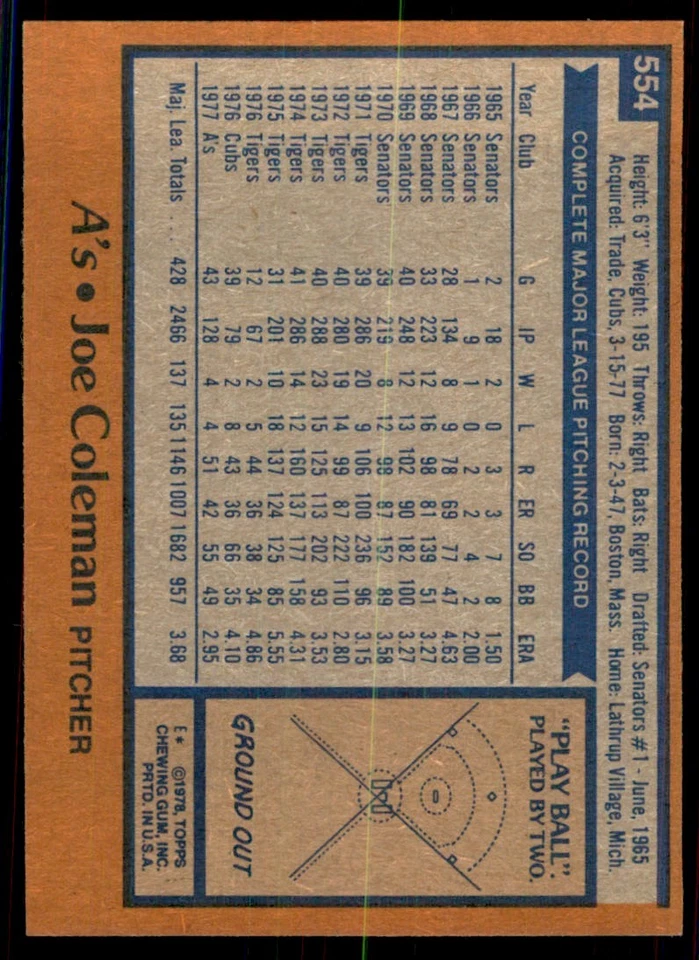 554
Height: 6'3" Weight: 195 Throws: Right Bats: Right Drafted: Senators #1 - June, 1965
Acquired: Trade, Cubs, 3-15-77 Born: 2-3-47, Boston, Mass. Home: Lathrup Village, Mich.
COMPLETE MAJOR LEAGUE PITCHING RECORD
Year Club G IP W L R ER SO BB ERA
1965 Senators 2 18 2 0 3 3 7 8 1.50
1966 Senators 1 9 1 0 2 2 4 2 2.00
1967 Senators 28 134 8 9 78 69 77 47 4.63
1968 Senators 33 223 12 16 98 81 139 51 3.27
1969 Senators 40 248 12 13 102 90 182 100 3.27
1970 Senators 39 219 8 12 98 87 152 89 3.58
1971 Tigers 39 286 20 9 106 100 236 96 3.15
1972 Tigers 40 280 19 14 99 87 222 110 2.80
1973 Tigers 40 288 23 15 125 113 202 93 3.53
1974 Tigers 41 286 14 12 160 137 177 158 4.31
1975 Tigers 31 201 10 18 137 124 125 85 5.55
1976 Tigers 12 67 2 5 44 36 38 34 4.86
1976 Cubs 39 79 2 8 43 36 66 35 4.10
1977 A's 43 128 4 4 51 42 55 49 2.95
Maj. Lea. Totals . . . 428 2466 137 135 1146 1007 1682 957 3.68
"PLAY BALL".
PLAYED BY TWO.
GROUND OUT
E* ©1978, TOPPS
CHEWING GUM, INC.
PRTD. IN U.S.A.
A's • Joe Coleman PITCHER